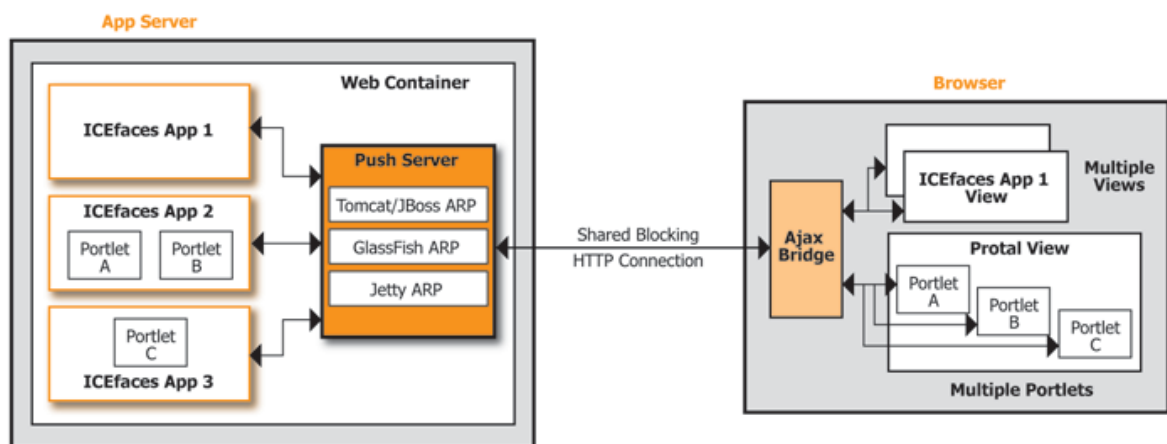 App Server
Web Container
ICEfaces App 1
Push Server
Tomcat/JBoss ARP
GlassFish ARP
Jetty ARP
ICEfaces App 2
Portlet
A
Portlet
B
Portlet
C
ICEfaces App 3
Shared Blocking
HTTP Connection
Browser
Ajax
Bridge
ICEfaces App 1
View
Multiple
Views
Protal View
Portlet
A
Portlet
B
Portlet
C
Multiple Portlets